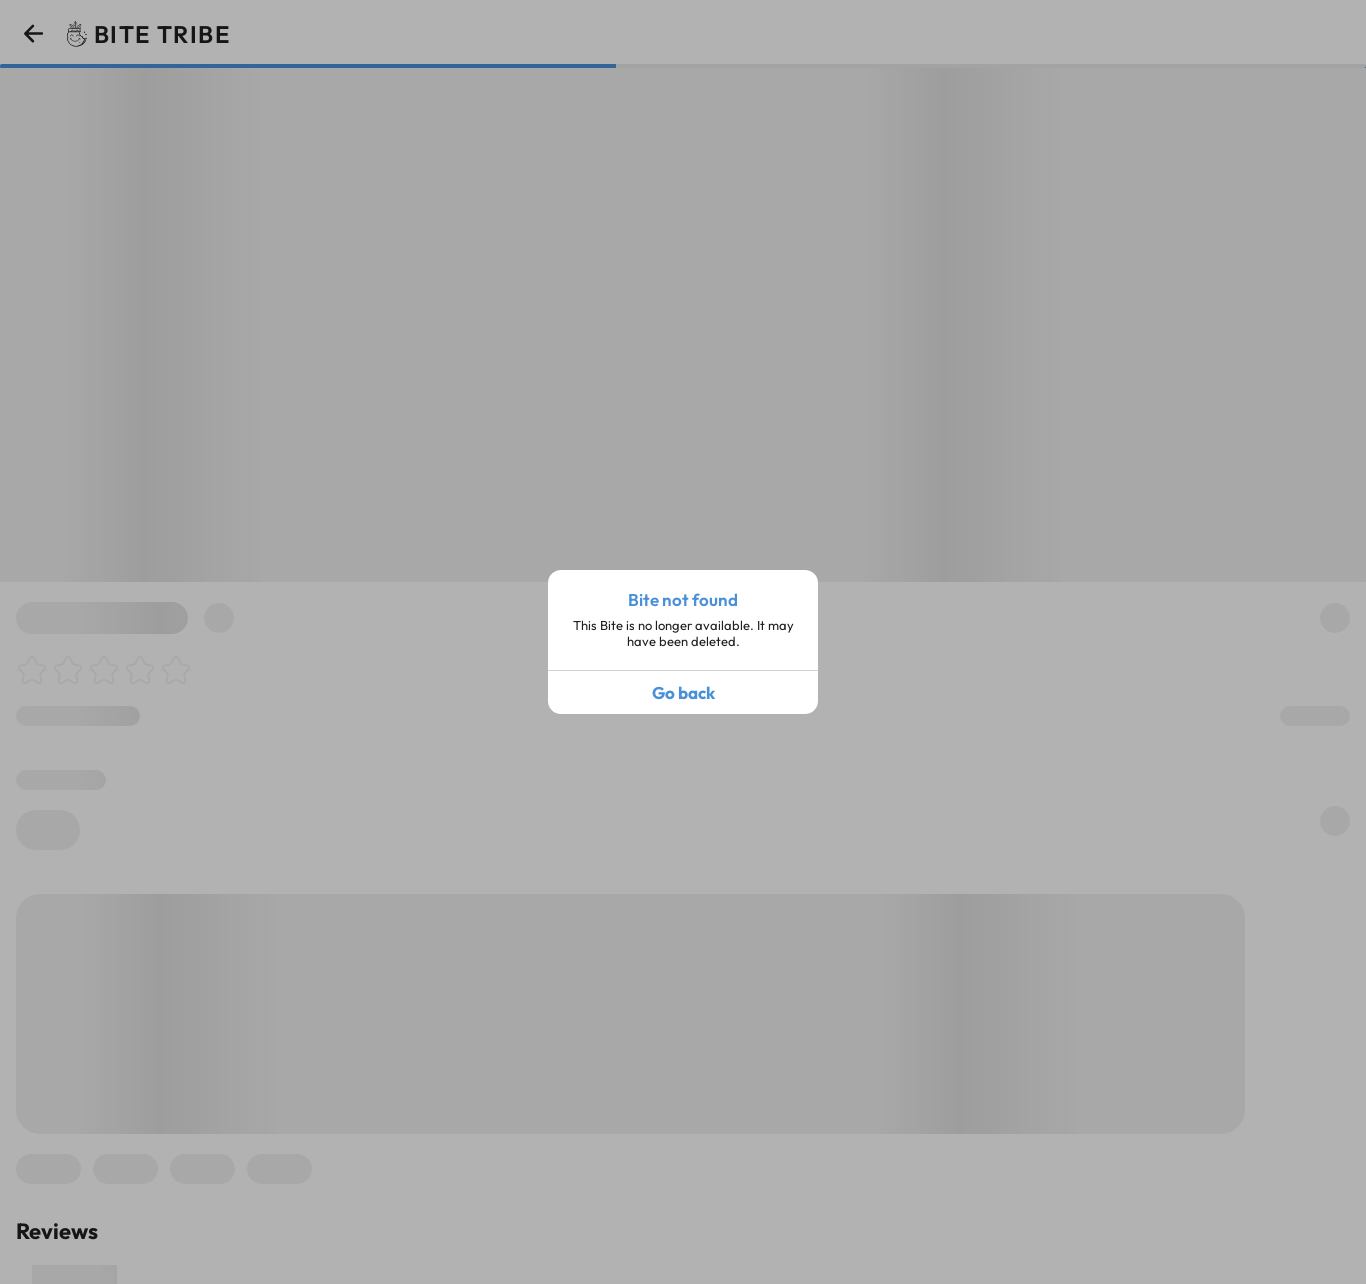 BITE TRIBE
Bite not found
This Bite is no longer available. It may
have been deleted.
Go back
Reviews